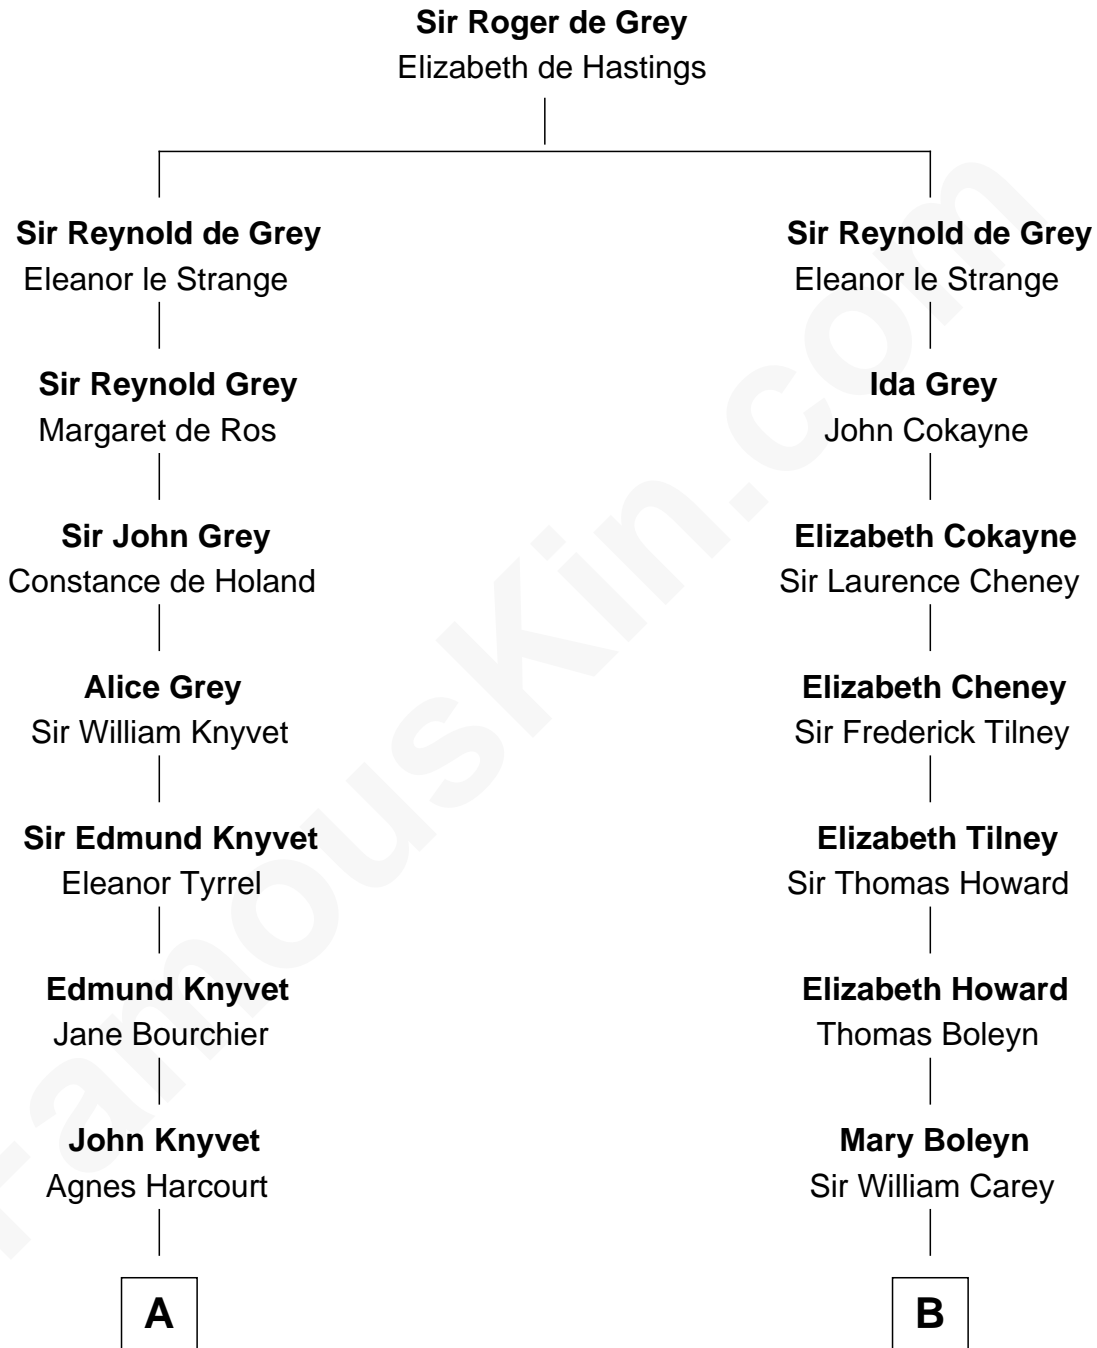 Sir Roger de Grey
Elizabeth de Hastings
Sir Reynold de Grey
Eleanor le Strange
Sir Reynold Grey
Margaret de Ros
Sir John Grey
Constance de Holand
Alice Grey
Sir William Knyvet
Sir Edmund Knyvet
Eleanor Tyrrel
Edmund Knyvet
Jane Bourchier
John Knyvet
Agnes Harcourt
A
Sir Reynold de Grey
Eleanor le Strange
Ida Grey
John Cokayne
Elizabeth Cokayne
Sir Laurence Cheney
Elizabeth Cheney
Sir Frederick Tilney
Elizabeth Tilney
Sir Thomas Howard
Elizabeth Howard
Thomas Boleyn
Mary Boleyn
Sir William Carey
B
FamousKin.com